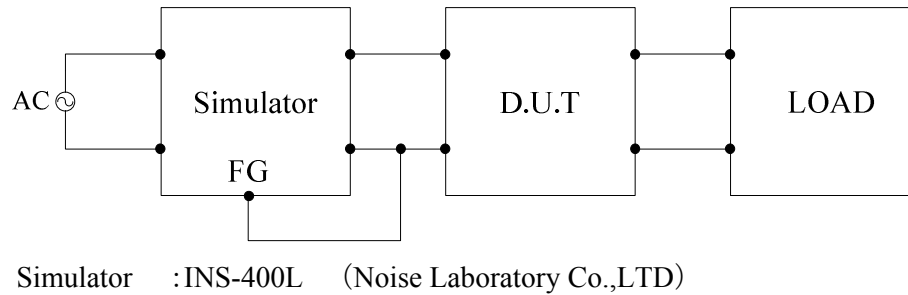 AC
Simulator
FG
D.U.T
LOAD
Simulator :INS-400L (Noise Laboratory Co.,LTD)